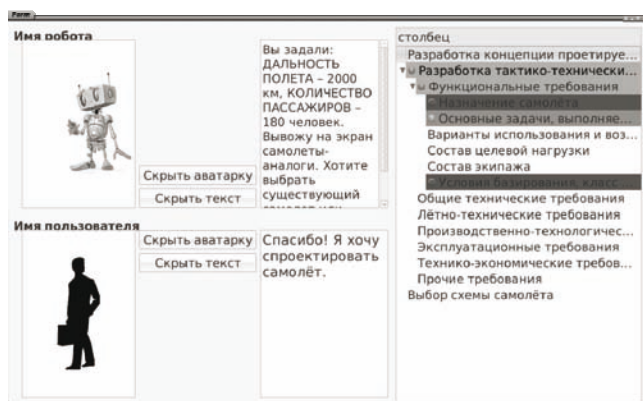 Form
Имя робота
Вы задали:
ДАЛЬНОСТЬ
ПОЛЕТА – 2000
км, КОЛИЧЕСТВО
ПАССАЖИРОВ –
180 человек.
Вывожу на экран
самолеты-
аналоги. Хотите
выбрать
существующий
самолет или
Скрыть аватарку
Скрыть текст
Имя пользователя
Скрыть аватарку
Скрыть текст
Спасибо! Я хочу
спроектировать
самолёт.
столбец
Разработка концепции проетируе...
Разработка тактико-технически...
Функциональные требования
Назначение самолёта
Основные задачи, выполняе...
Варианты использования и воз...
Состав целевой нагрузки
Состав экипажа
Условия базирования, класс
Общие технические требования
Лётно-технические требования
Производственно-технологичес...
Эксплуатационные требования
Технико-экономические требов...
Прочие требования
Выбор схемы самолёта